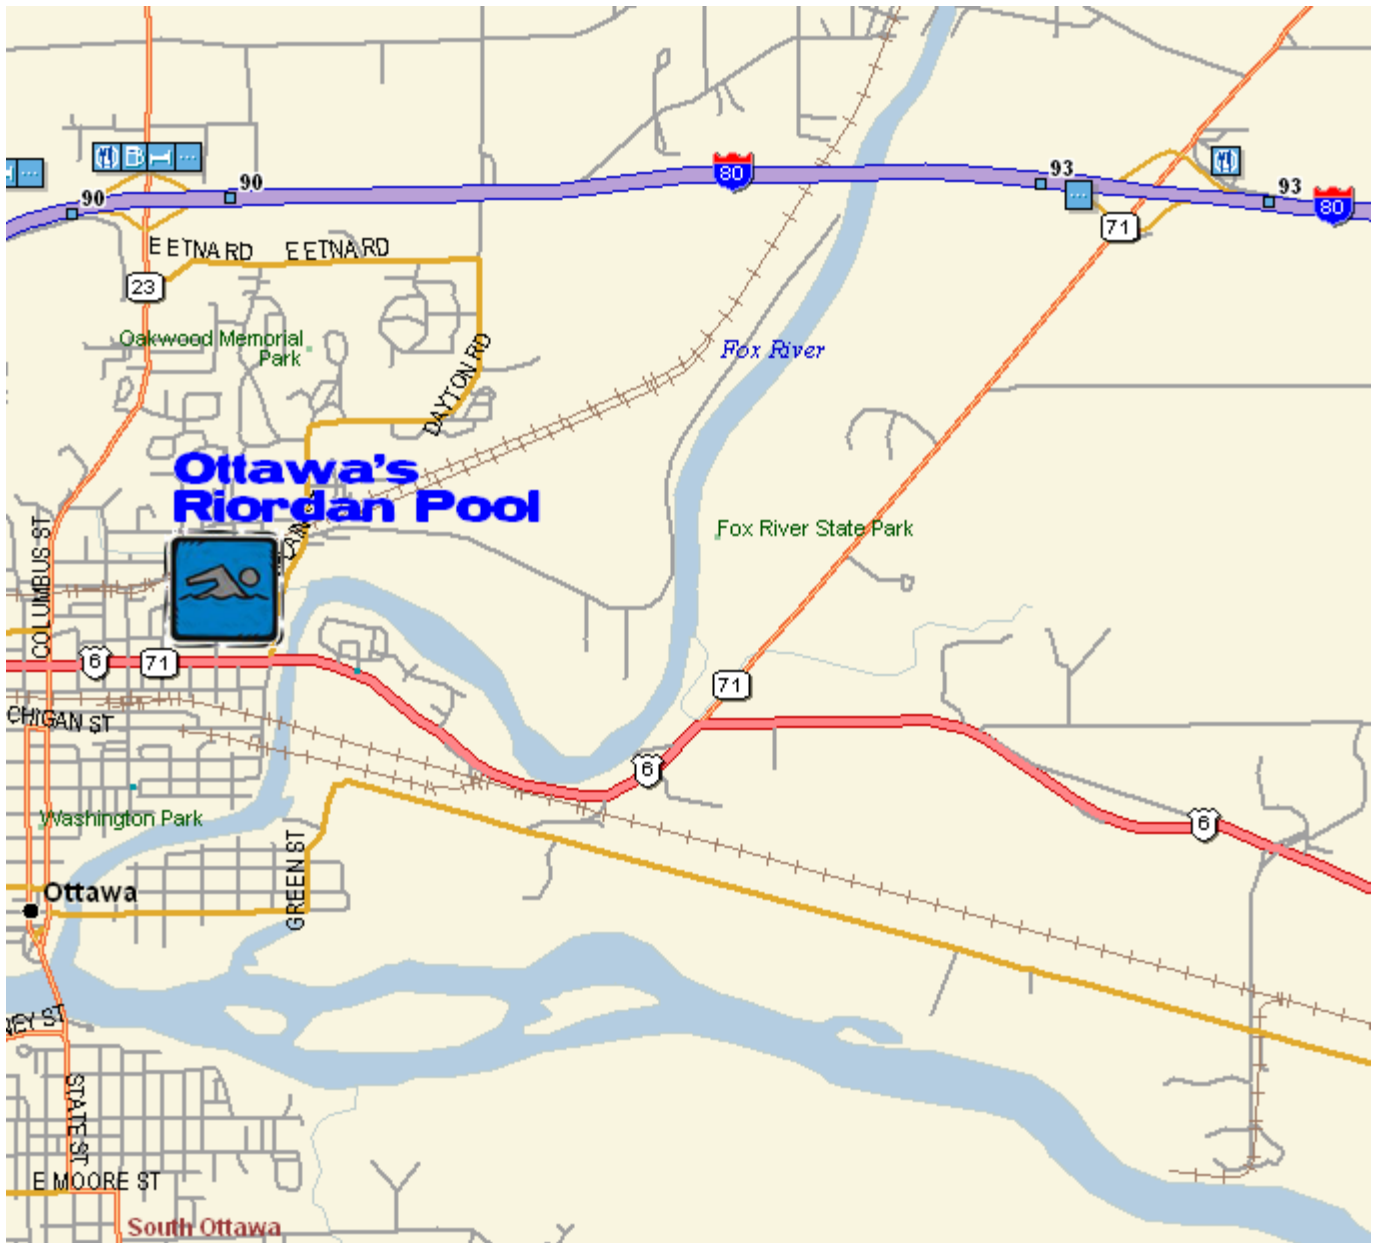 90
90
80
93
93
80
71
E ETNA RD
E ETNA RD
23
Oakwood Memorial
Park
Fox River
DAYTON RD
Ottawa's
Riordan Pool
COLUMBUS ST
Fox River State Park
6
71
71
CHIGAN ST
6
6
Washington Park
GREEN ST
Ottawa
NEY ST
STATE ST
E MOORE ST
South Ottawa